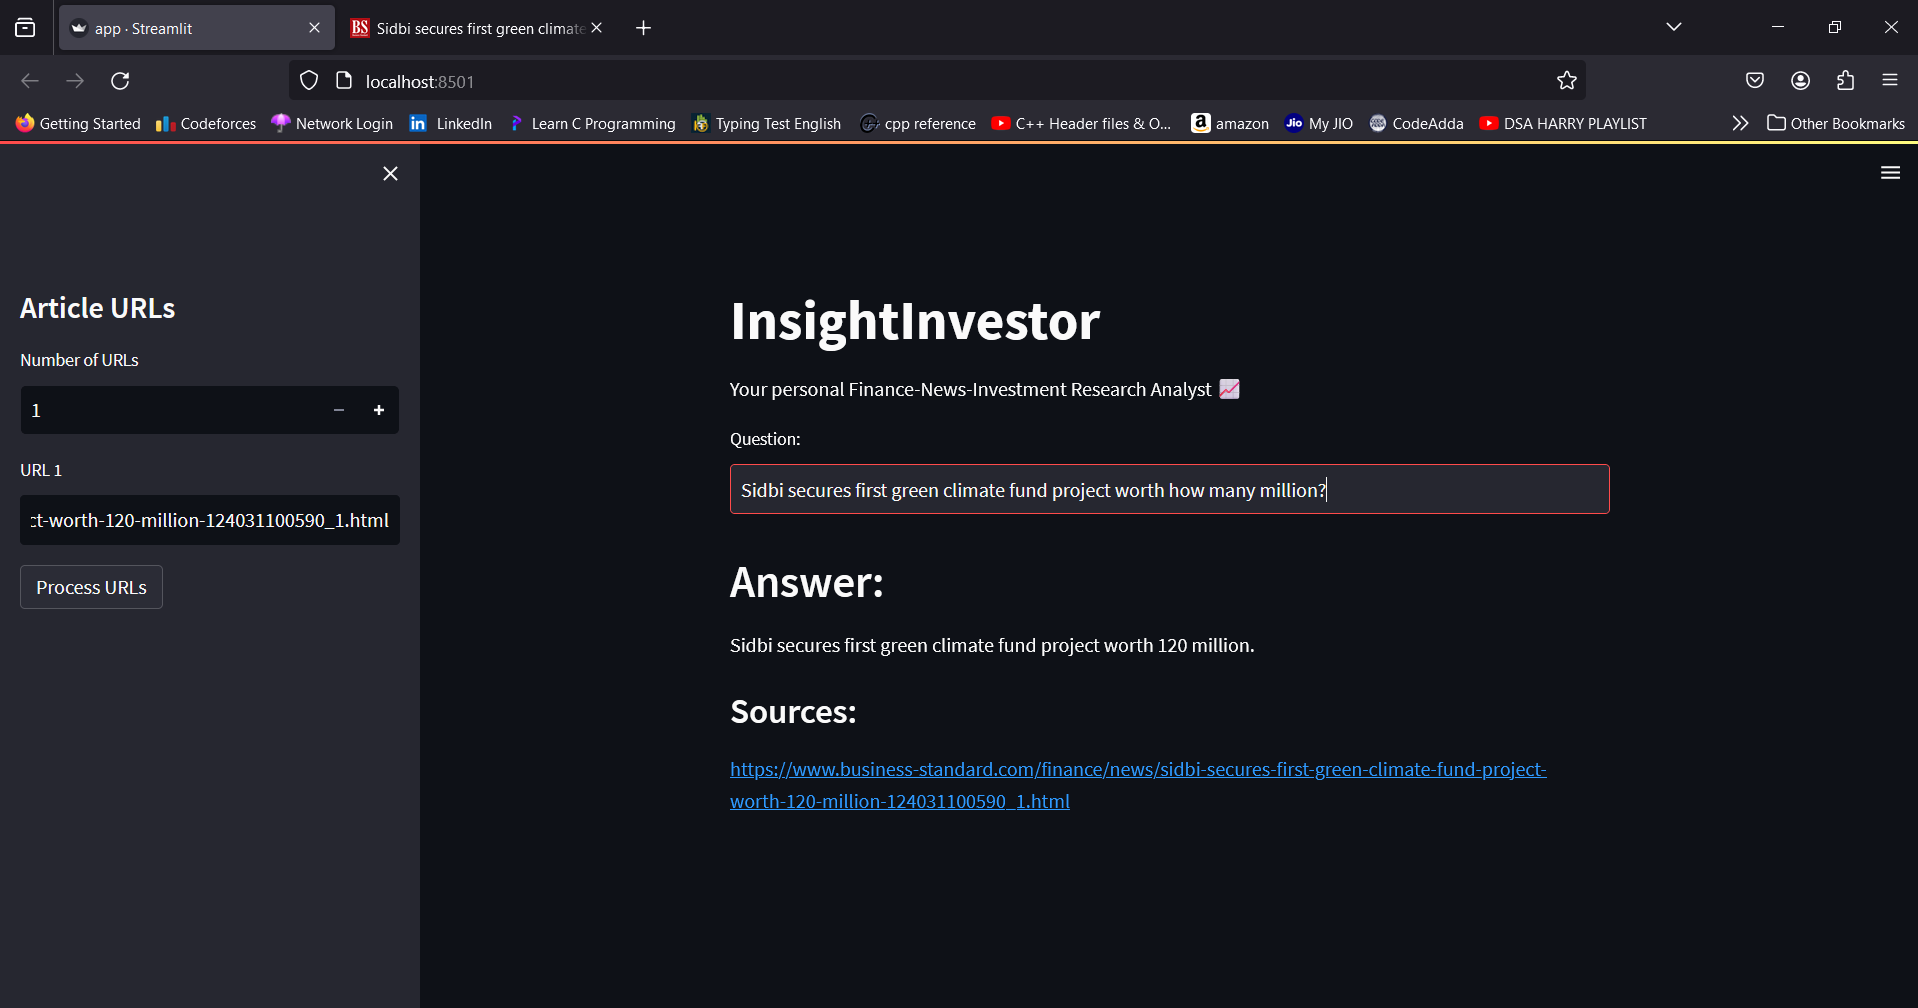 app · Streamlit
BS Sidbi secures first green climate
localhost:8501
Getting Started Codeforces Network Login in LinkedIn Learn C Programming Typing Test English cpp reference C++ Header files & O... a amazon Jio My JIO CodeAdda DSA HARRY PLAYLIST Other Bookmarks
Article URLs
Number of URLs
1 − +
URL 1
ct-worth-120-million-124031100590_1.html
Process URLs
InsightInvestor
Your personal Finance-News-Investment Research Analyst 📈
Question:
Sidbi secures first green climate fund project worth how many million?
Answer:
Sidbi secures first green climate fund project worth 120 million.
Sources:
https://www.business-standard.com/finance/news/sidbi-secures-first-green-climate-fund-project-
worth-120-million-124031100590_1.html